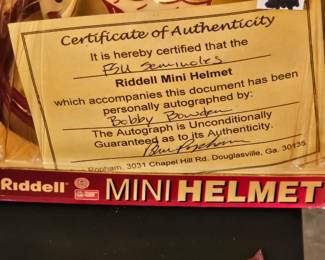 Certificate of Authenticity
It is hereby certified that the
FSU Seminoles
Riddell Mini Helmet
which accompanies this document has been
personally autographed by:
Bobby Bowden
The Autograph is Unconditionally
Guaranteed as to its Authenticity.
Popham, 3031 Chapel Hill Rd. Douglasville, Ga. 30135
Riddell MINI HELMET